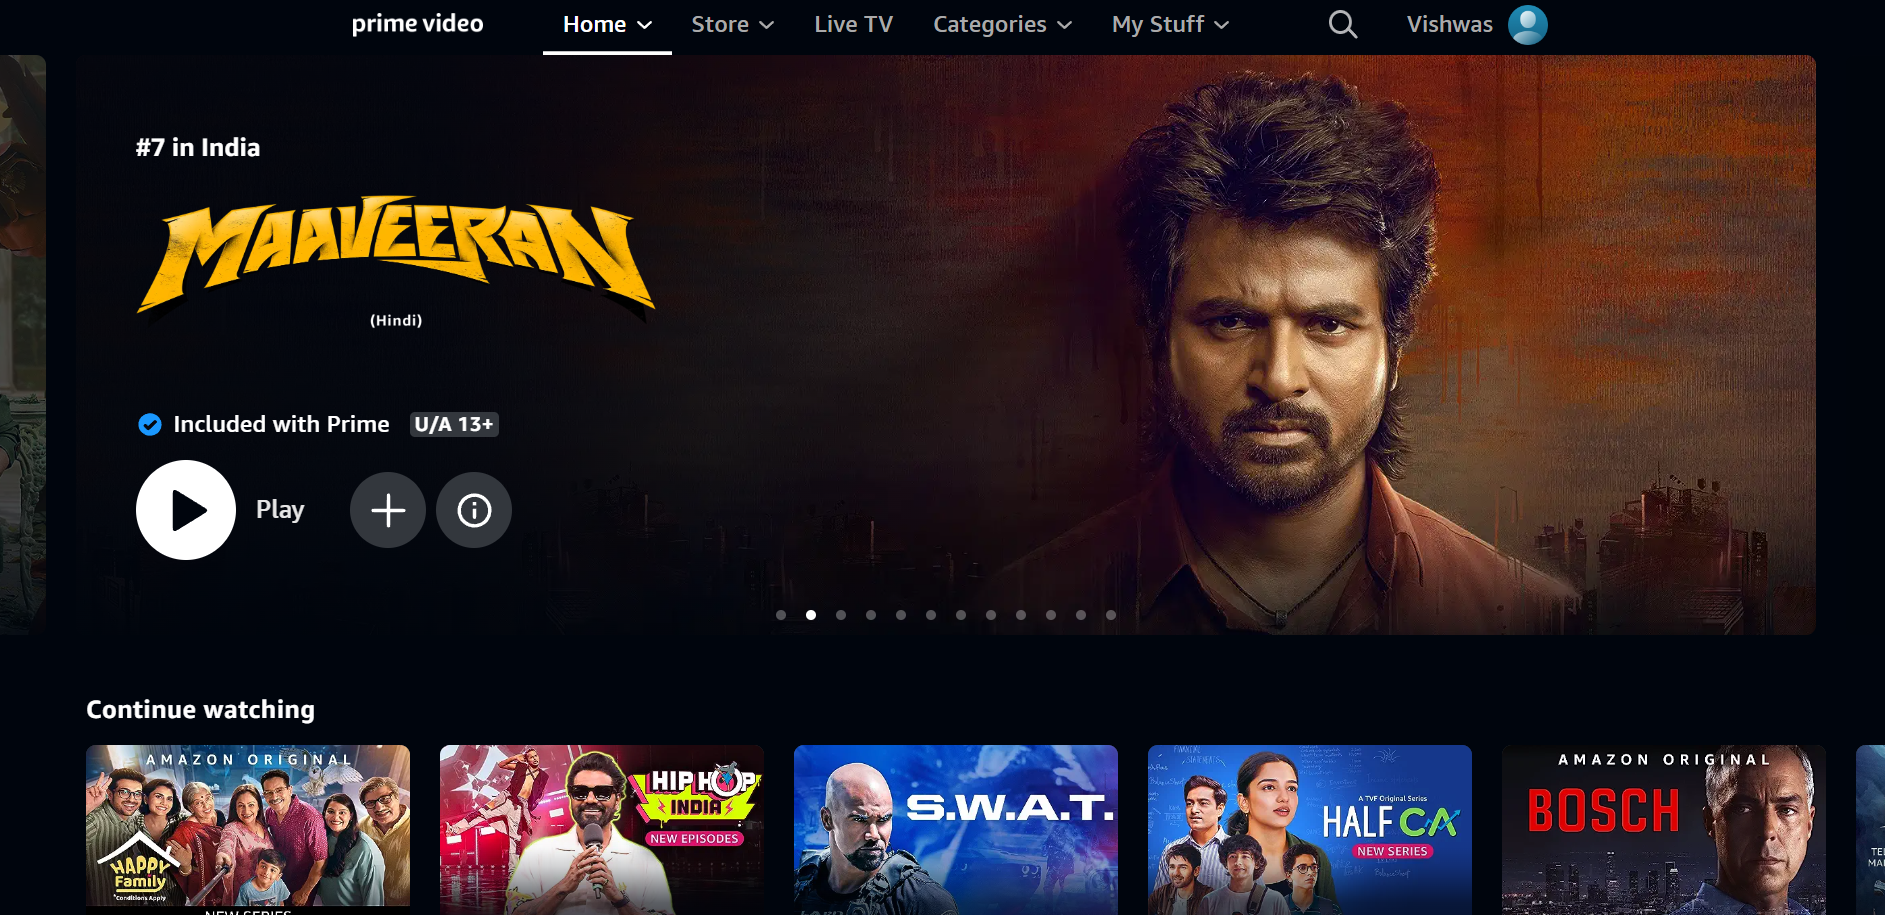 prime video
Home
Store
Live TV
Categories
My Stuff
Vishwas
#7 in India
MAAVEERAN
(Hindi)
Included with Prime
U/A 13+
Play
Continue watching
AMAZON ORIGINAL
HAPPY
Family
*Conditions Apply
NEW SERIES
HIP HOP
INDIA
NEW EPISODES
S.W.A.T.
A TVF Original Series
HALF CA
NEW SERIES
AMAZON ORIGINAL
BOSCH